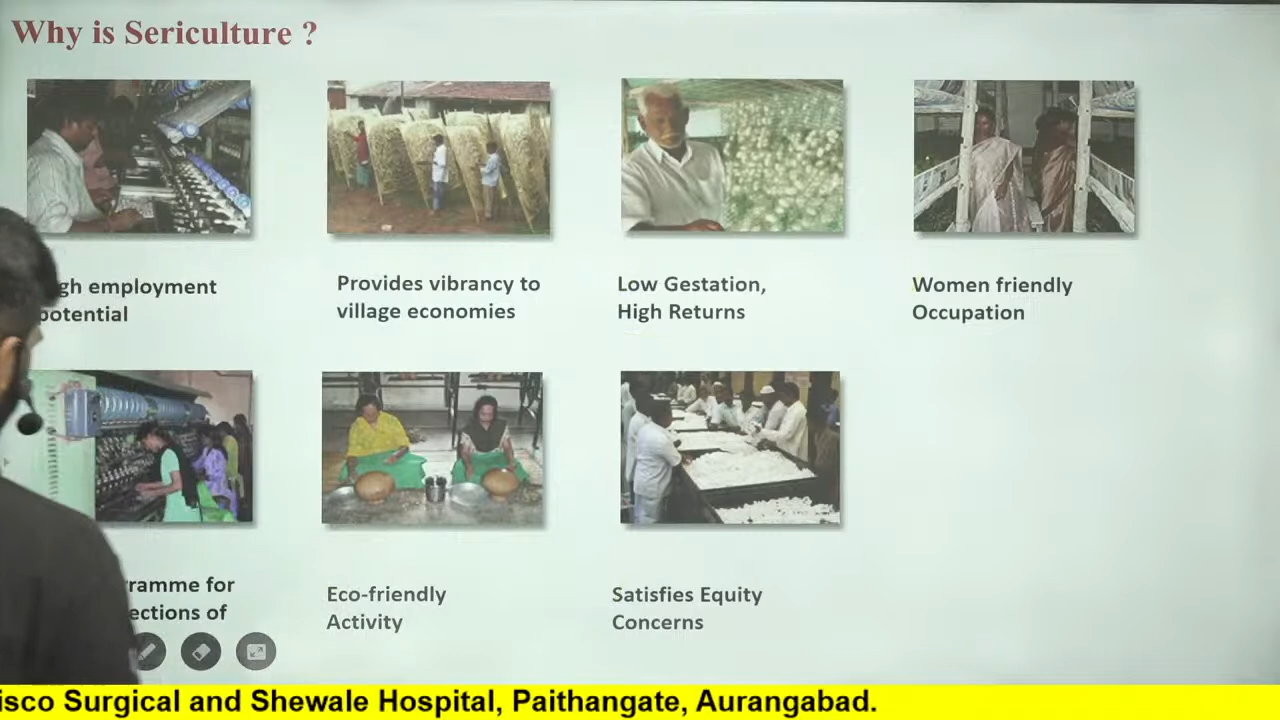 Why is Sericulture ?
gh employment
potential
Provides vibrancy to
village economies
Low Gestation,
High Returns
Women friendly
Occupation
ramme for
ections of
Eco-friendly
Activity
Satisfies Equity
Concerns
isco Surgical and Shewale Hospital, Paithangate, Aurangabad.